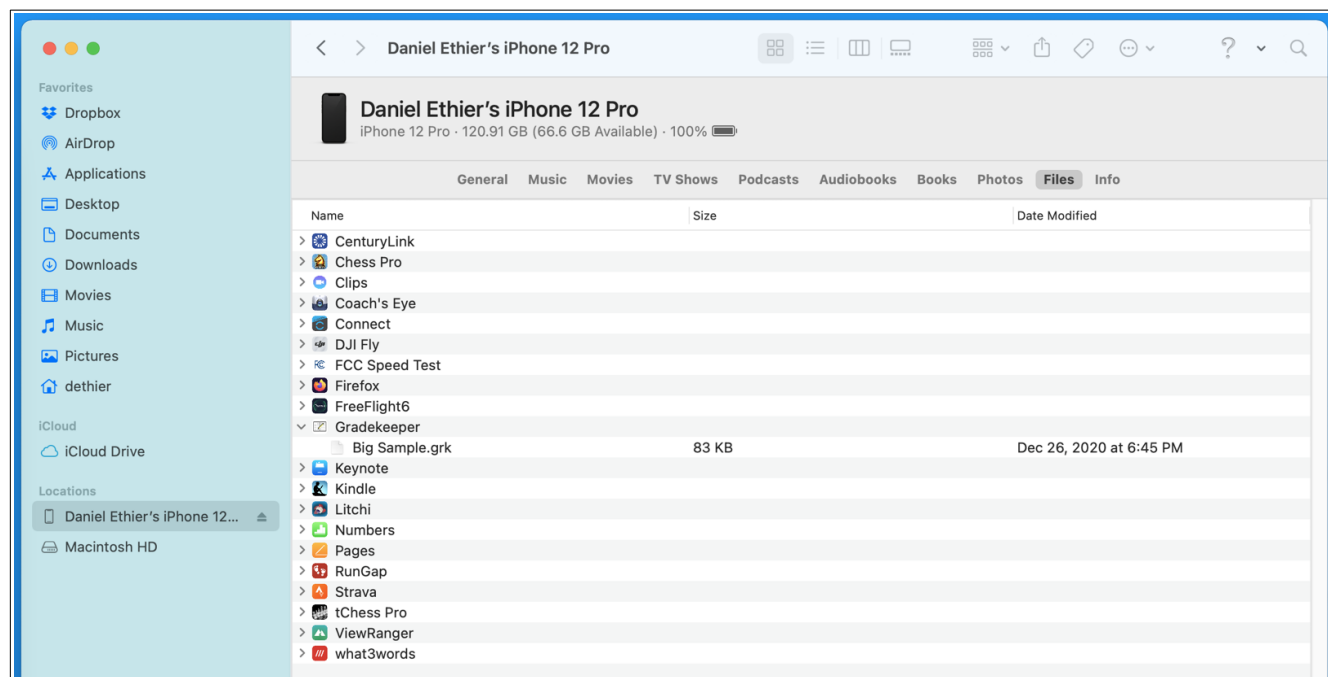 Favorites
Dropbox
AirDrop
Applications
Desktop
Documents
Downloads
Movies
Music
Pictures
dethier
iCloud
iCloud Drive
Locations
Daniel Ethier’s iPhone 12...
Macintosh HD
Daniel Ethier’s iPhone 12 Pro
Daniel Ethier’s iPhone 12 Pro
iPhone 12 Pro · 120.91 GB (66.6 GB Available) · 100%
General Music Movies TV Shows Podcasts Audiobooks Books Photos Files Info
Name Size Date Modified
CenturyLink
Chess Pro
Clips
Coach's Eye
Connect
DJI Fly
FCC Speed Test
Firefox
FreeFlight6
Gradekeeper
Big Sample.grk 83 KB Dec 26, 2020 at 6:45 PM
Keynote
Kindle
Litchi
Numbers
Pages
RunGap
Strava
tChess Pro
ViewRanger
what3words